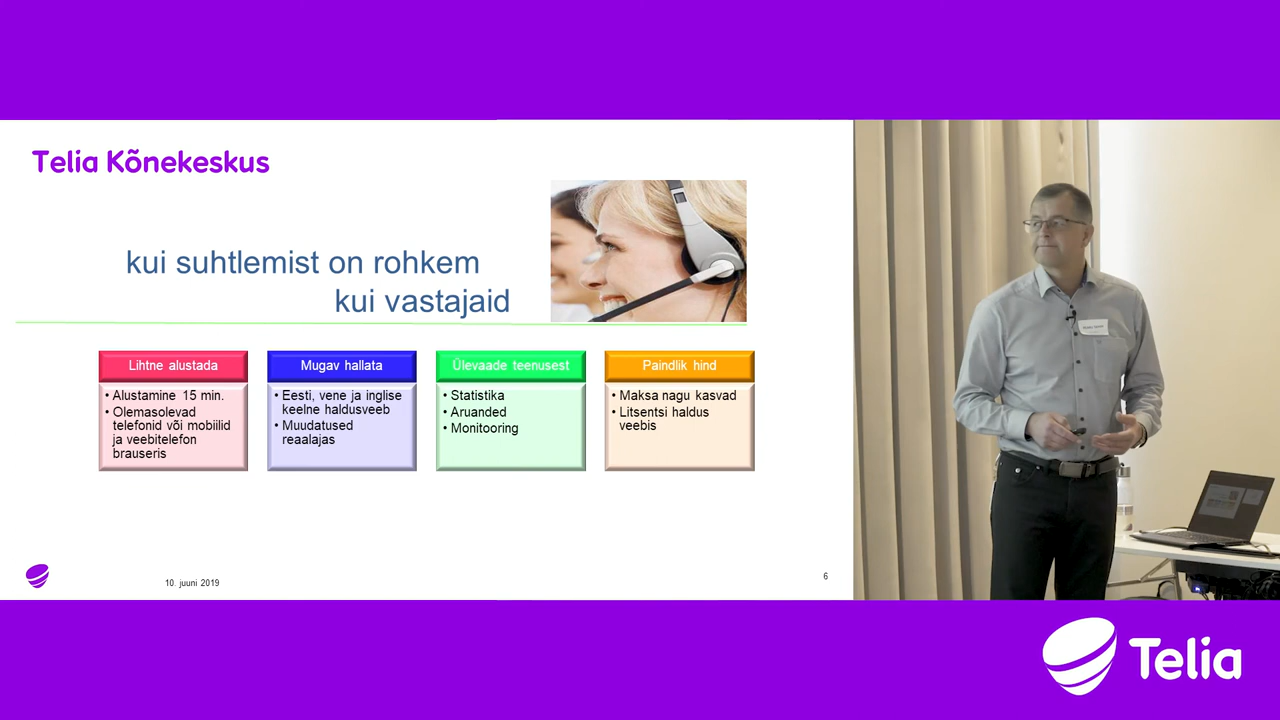 Telia Kõnekeskus
kui suhtlemist on rohkem
kui vastajaid
Lihtne alustada
• Alustamine 15 min.
• Olemasolevad
telefonid või mobiilid
ja veebitelefon
brauseris
Mugav hallata
• Eesti, vene ja inglise
keelne haldusveeb
• Muudatused
reaalajas
Ülevaade teenusest
• Statistika
• Aruanded
• Monitooring
Paindlik hind
• Maksa nagu kasvad
• Litsentsi haldus
veebis
10. juuni 2019
6
Telia